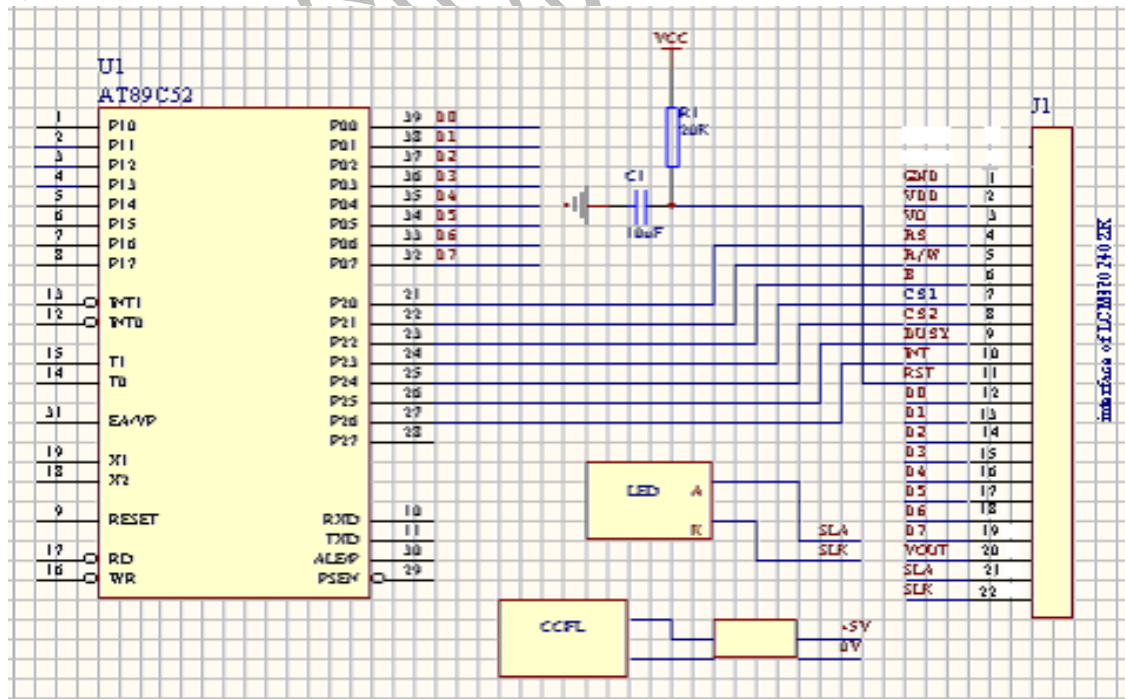 VCC
U1
AT89C52
J1
R1
20K
C1
10uF
1 P10
2 P11
3 P12
4 P13
5 P14
6 P15
7 P16
8 P17
13 INT1
12 INT0
15 T1
14 T0
31 EA/VP
19 X1
18 X2
9 RESET
17 RD
16 WR
P00 39 D0
P01 38 D1
P02 37 D2
P03 36 D3
P04 35 D4
P05 34 D5
P06 33 D6
P07 32 D7
P20 21
P21 22
P22 23
P23 24
P24 25
P25 26
P26 27
P27 28
RXD 10
TXD 11
ALE/P 30
PSEN 29
GND 1
VDD 2
VO 3
RS 4
R/W 5
E 6
CS1 7
CS2 8
BUSY 9
INT 10
RST 11
D0 12
D1 13
D2 14
D3 15
D4 16
D5 17
D6 18
D7 19
VOUT 20
SLA 21
SLK 22
LED A
K
SLA
SLK
CCFL
+5V
0V